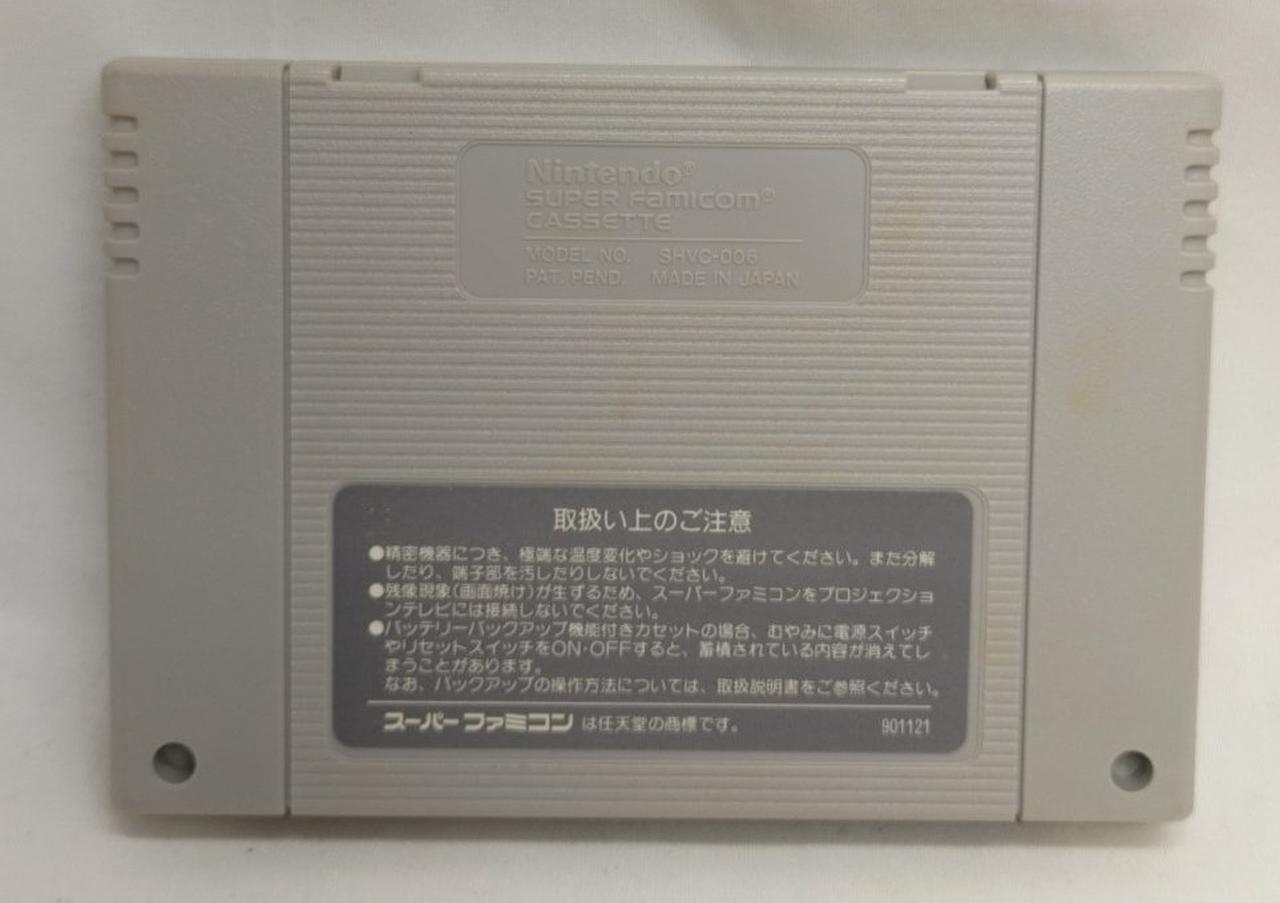 Nintendo®
SUPER FAMICOM®
CASSETTE
MODEL NO. SHVC-006
PAT. PEND. MADE IN JAPAN
取扱い上のご注意
●精密機器につき、極端な温度変化やショックを避けてください。また分解
したり、端子部を汚したりしないでください。
●残像現象(画面焼け)が生ずるため、スーパーファミコンをプロジェクショ
ンテレビには接続しないでください。
●バッテリーバックアップ機能付きカセットの場合、むやみに電源スイッチ
やリセットスイッチをON·OFFすると、蓄積されている内容が消えてし
まうことがあります。
なお、バックアップの操作方法については、取扱説明書をご参照ください。
スーパーファミコン は任天堂の商標です。 901121